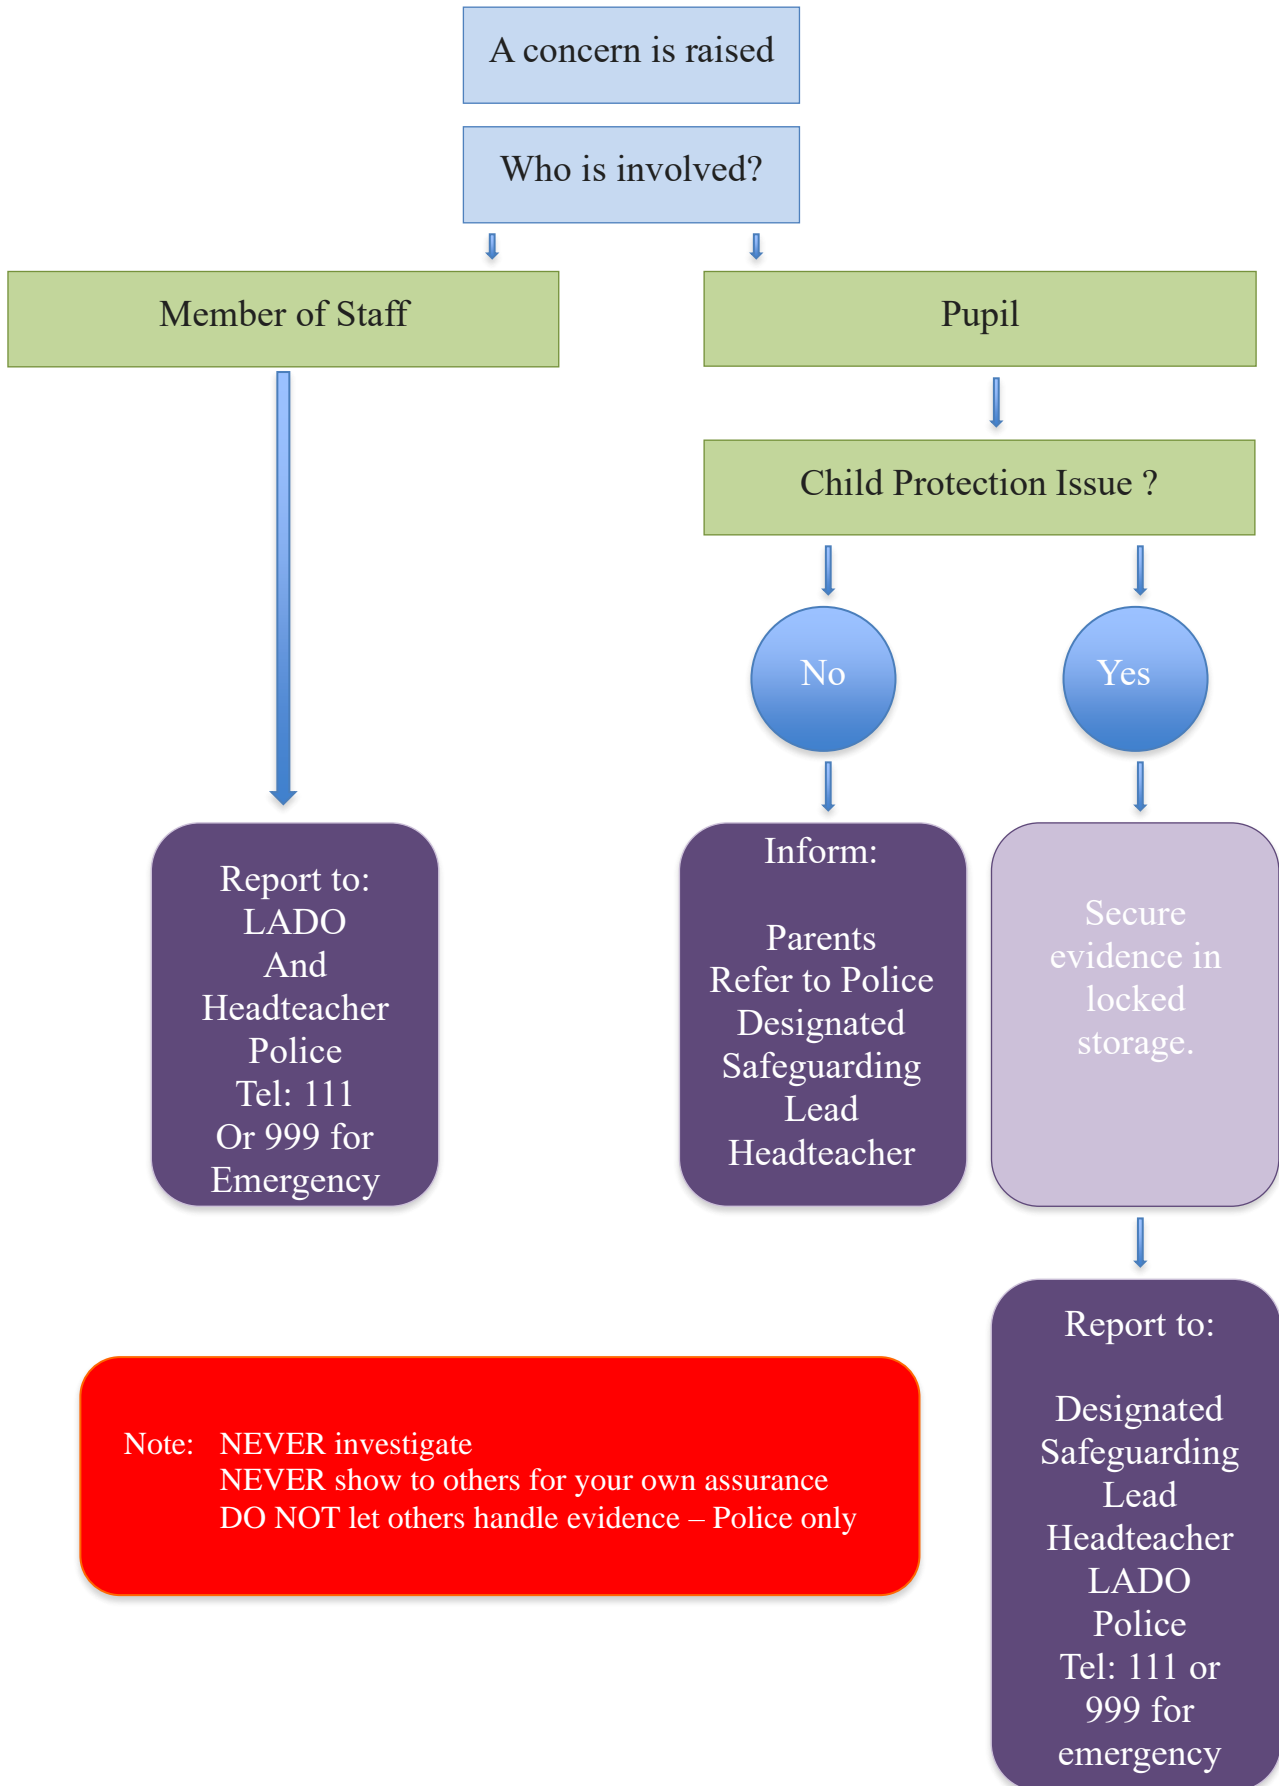 A concern is raised
Who is involved?
Member of Staff
Pupil
Child Protection Issue ?
No
Yes
Report to:
LADO
And
Headteacher
Police
Tel: 111
Or 999 for
Emergency
Inform:
Parents
Refer to Police
Designated
Safeguarding
Lead
Headteacher
Secure
evidence in
locked
storage.
Report to:
Designated
Safeguarding
Lead
Headteacher
LADO
Police
Tel: 111 or
999 for
emergency
Note: NEVER investigate
NEVER show to others for your own assurance
DO NOT let others handle evidence – Police only